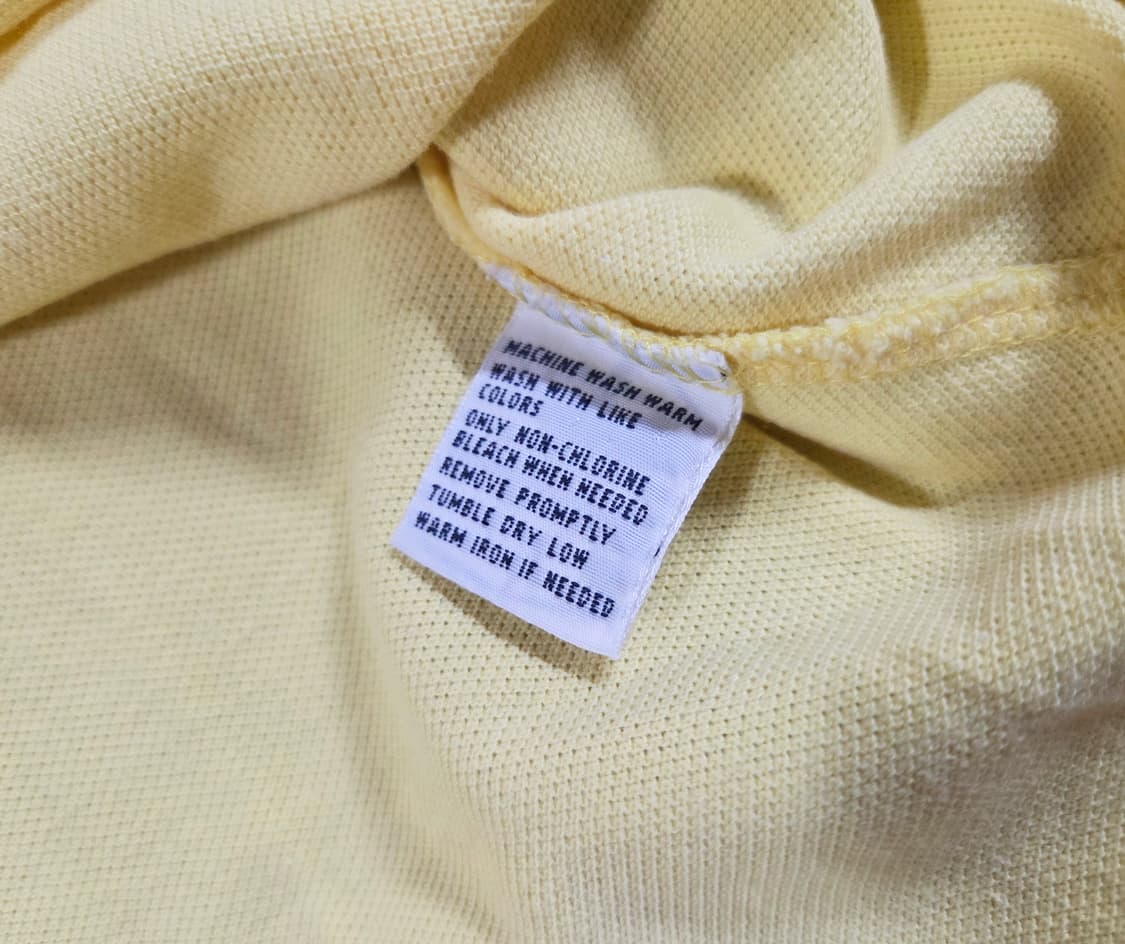 MACHINE WASH WARM
WASH WITH LIKE
COLORS
ONLY NON-CHLORINE
BLEACH WHEN NEEDED
REMOVE PROMPTLY
TUMBLE DRY LOW
WARM IRON IF NEEDED